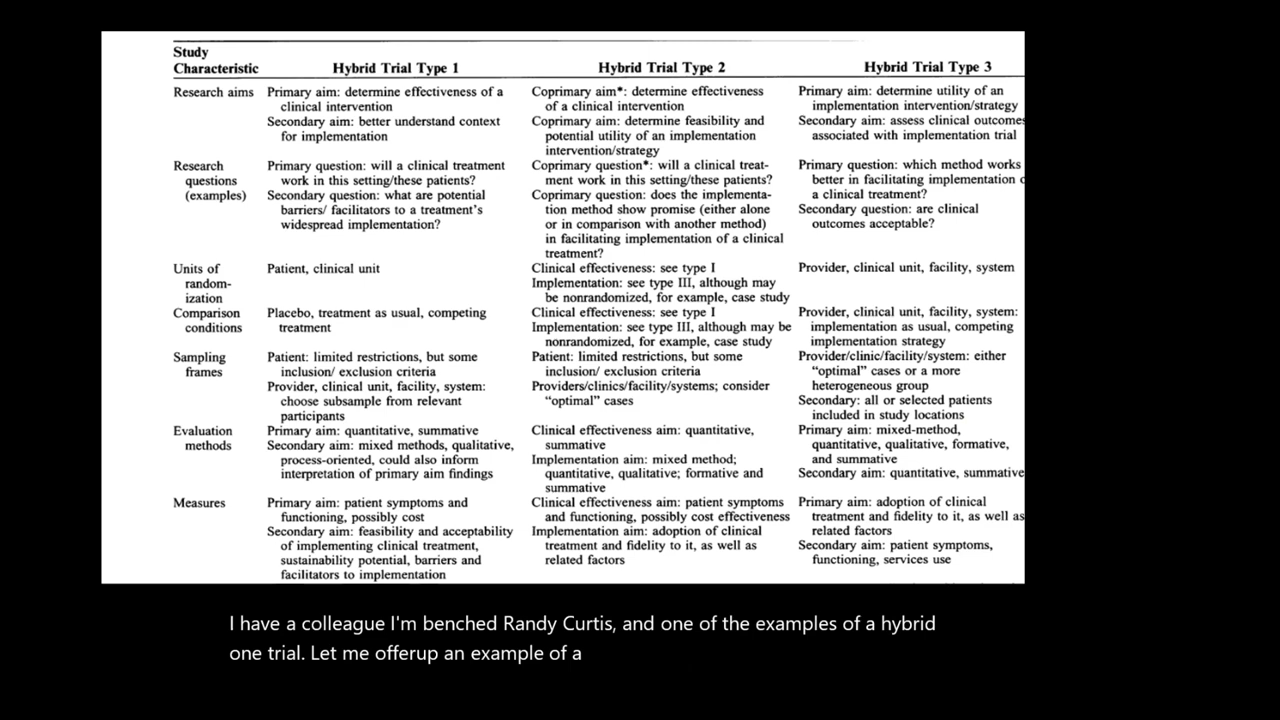 Study
Characteristic
Hybrid Trial Type 1
Hybrid Trial Type 2
Hybrid Trial Type 3
Research aims
Primary aim: determine effectiveness of a
clinical intervention
Secondary aim: better understand context
for implementation
Coprimary aim*: determine effectiveness
of a clinical intervention
Coprimary aim: determine feasibility and
potential utility of an implementation
intervention/strategy
Primary aim: determine utility of an
implementation intervention/strategy
Secondary aim: assess clinical outcomes
associated with implementation trial
Research
questions
(examples)
Primary question: will a clinical treatment
work in this setting/these patients?
Secondary question: what are potential
barriers/ facilitators to a treatment's
widespread implementation?
Coprimary question*: will a clinical treat-
ment work in this setting/these patients?
Coprimary question: does the implementa-
tion method show promise (either alone
or in comparison with another method)
in facilitating implementation of a clinical
treatment?
Primary question: which method works
better in facilitating implementation
a clinical treatment?
Secondary question: are clinical
outcomes acceptable?
Units of
random-
ization
Patient, clinical unit
Clinical effectiveness: see type I
Implementation: see type III, although may
be nonrandomized, for example, case study
Provider, clinical unit, facility, system
Comparison
conditions
Placebo, treatment as usual, competing
treatment
Clinical effectiveness: see type I
Implementation: see type III, although may be
nonrandomized, for example, case study
Provider, clinical unit, facility, system:
implementation as usual, competing
implementation strategy
Sampling
frames
Patient: limited restrictions, but some
inclusion/ exclusion criteria
Provider, clinical unit, facility, system:
choose subsample from relevant
participants
Patient: limited restrictions, but some
inclusion/ exclusion criteria
Providers/clinics/facility/systems; consider
"optimal" cases
Provider/clinic/facility/system: either
"optimal" cases or a more
heterogeneous group
Secondary: all or selected patients
included in study locations
Evaluation
methods
Primary aim: quantitative, summative
Secondary aim: mixed methods, qualitative,
process-oriented, could also inform
interpretation of primary aim findings
Clinical effectiveness aim: quantitative,
summative
Implementation aim: mixed method;
quantitative, qualitative; formative and
summative
Primary aim: mixed-method,
quantitative, qualitative, formative,
and summative
Secondary aim: quantitative, summative
Measures
Primary aim: patient symptoms and
functioning, possibly cost
Secondary aim: feasibility and acceptability
of implementing clinical treatment,
sustainability potential, barriers and
facilitators to implementation
Clinical effectiveness aim: patient symptoms
and functioning, possibly cost effectiveness
Implementation aim: adoption of clinical
treatment and fidelity to it, as well as
related factors
Primary aim: adoption of clinical
treatment and fidelity to it, as well as
related factors
Secondary aim: patient symptoms,
functioning, services use
I have a colleague I'm benched Randy Curtis, and one of the examples of a hybrid
one trial. Let me offerup an example of a